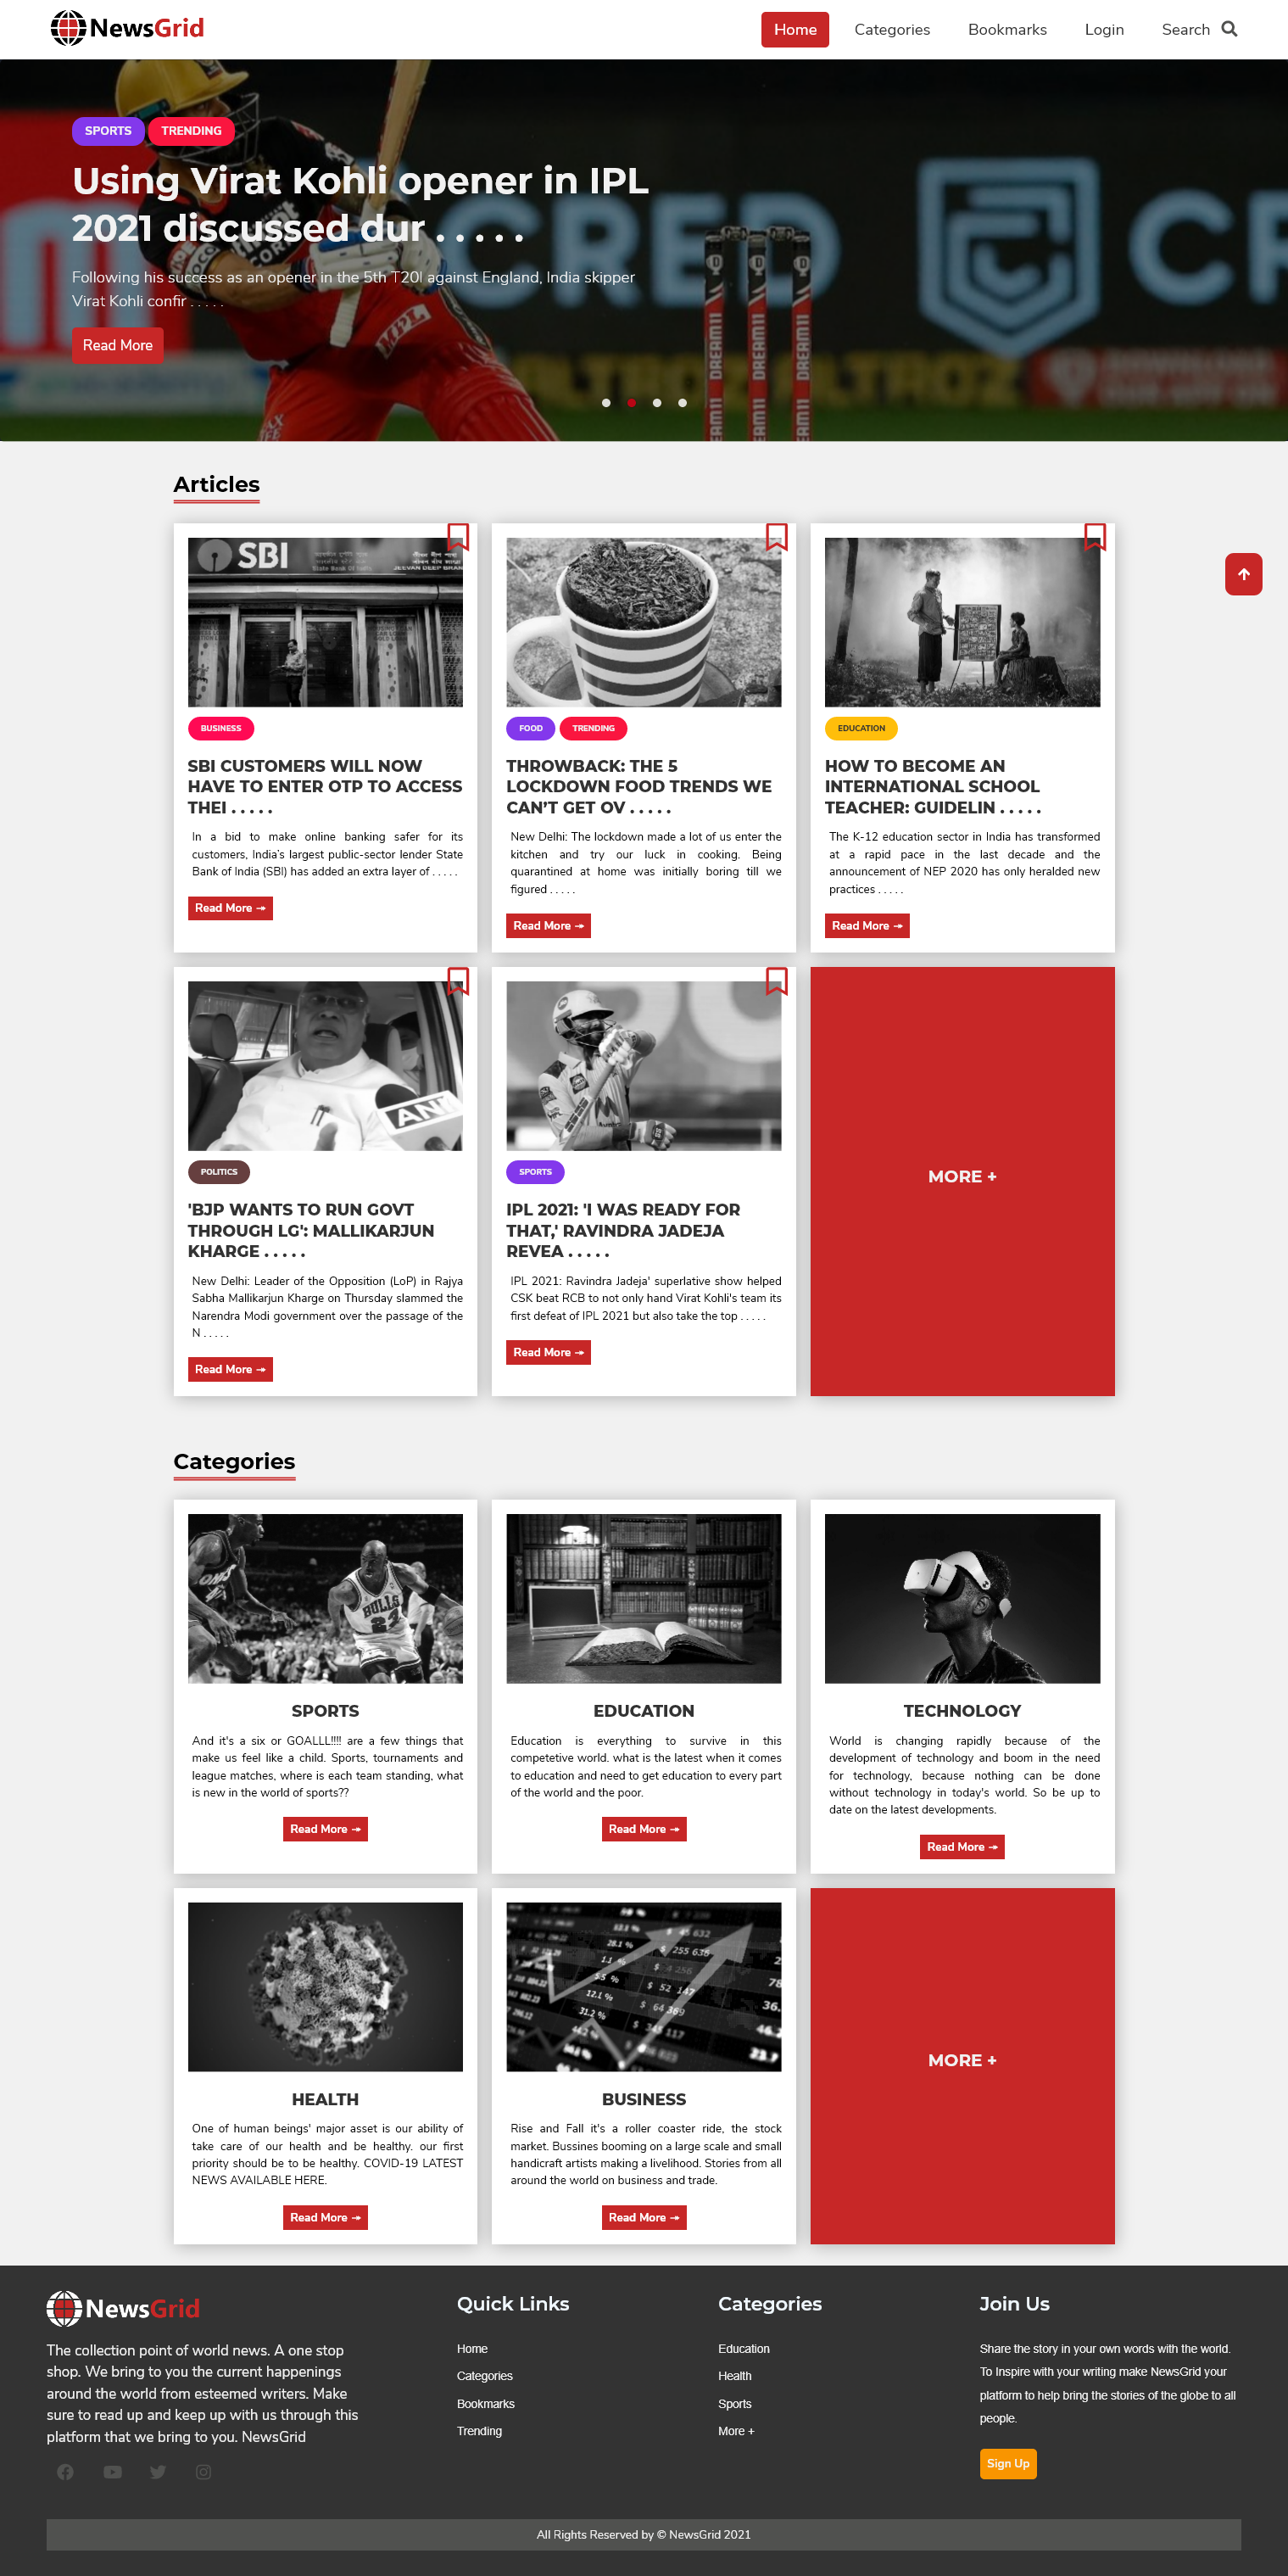 NewsGrid
Home Categories Bookmarks Login Search
SPORTS TRENDING
Using Virat Kohli opener in IPL
2021 discussed dur . . . . .
Following his success as an opener in the 5th T20I against England, India skipper
Virat Kohli confir . . . . .
Read More
DREAM11 DREAM11 DREAM11
Articles
SBI
State Bank of India
JEEVAN DEEP BRAN
BUSINESS
SBI CUSTOMERS WILL NOW
HAVE TO ENTER OTP TO ACCESS
THEI . . . . .
In a bid to make online banking safer for its
customers, India's largest public-sector lender State
Bank of India (SBI) has added an extra layer of . . . . .
Read More ➛
FOOD TRENDING
THROWBACK: THE 5
LOCKDOWN FOOD TRENDS WE
CAN’T GET OV . . . . .
New Delhi: The lockdown made a lot of us enter the
kitchen and try our luck in cooking. Being
quarantined at home was initially boring till we
figured . . . . .
Read More ➛
EDUCATION
HOW TO BECOME AN
INTERNATIONAL SCHOOL
TEACHER: GUIDELIN . . . . .
The K-12 education sector in India has transformed
at a rapid pace in the last decade and the
announcement of NEP 2020 has only heralded new
practices . . . . .
Read More ➛
ANI
POLITICS
'BJP WANTS TO RUN GOVT
THROUGH LG': MALLIKARJUN
KHARGE . . . . .
New Delhi: Leader of the Opposition (LoP) in Rajya
Sabha Mallikarjun Kharge on Thursday slammed the
Narendra Modi government over the passage of the
N . . . . .
Read More ➛
SPORTS
IPL 2021: 'I WAS READY FOR
THAT,' RAVINDRA JADEJA
REVEA . . . . .
IPL 2021: Ravindra Jadeja' superlative show helped
CSK beat RCB to not only hand Virat Kohli's team its
first defeat of IPL 2021 but also take the top . . . . .
Read More ➛
MORE +
Categories
BULLS
SPORTS
And it's a six or GOALLL!!!! are a few things that
make us feel like a child. Sports, tournaments and
league matches, where is each team standing, what
is new in the world of sports??
Read More ➛
EDUCATION
Education is everything to survive in this
competetive world. what is the latest when it comes
to education and need to get education to every part
of the world and the poor.
Read More ➛
TECHNOLOGY
World is changing rapidly because of the
development of technology and boom in the need
for technology, because nothing can be done
without technology in today's world. So be up to
date on the latest developments.
Read More ➛
HEALTH
One of human beings' major asset is our ability of
take care of our health and be healthy. our first
priority should be to be healthy. COVID-19 LATEST
NEWS AVAILABLE HERE.
Read More ➛
BUSINESS
Rise and Fall it's a roller coaster ride, the stock
market. Bussines booming on a large scale and small
handicraft artists making a livelihood. Stories from all
around the world on business and trade.
Read More ➛
MORE +
NewsGrid
The collection point of world news. A one stop
shop. We bring to you the current happenings
around the world from esteemed writers. Make
sure to read up and keep up with us through this
platform that we bring to you. NewsGrid
Quick Links
Home
Categories
Bookmarks
Trending
Categories
Education
Health
Sports
More +
Join Us
Share the story in your own words with the world.
To Inspire with your writing make NewsGrid your
platform to help bring the stories of the globe to all
people.
Sign Up
All Rights Reserved by © NewsGrid 2021